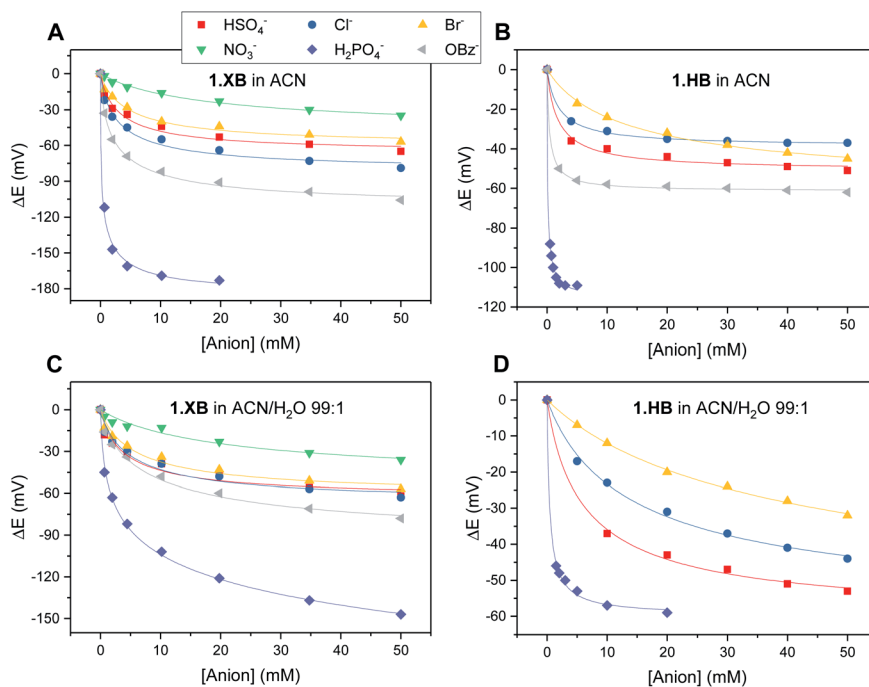 HSO₄⁻ Cl⁻ Br⁻
NO₃⁻ H₂PO₄⁻ OBz⁻
A
1.XB in ACN
0
-30
-60
-90
-120
-150
-180
ΔE (mV)
0 10 20 30 40 50
[Anion] (mM)
B
1.HB in ACN
0
-20
-40
-60
-80
-100
-120
ΔE (mV)
0 10 20 30 40 50
[Anion] (mM)
C
1.XB in ACN/H₂O 99:1
0
-30
-60
-90
-120
-150
ΔE (mV)
0 10 20 30 40 50
[Anion] (mM)
D
1.HB in ACN/H₂O 99:1
0
-10
-20
-30
-40
-50
-60
ΔE (mV)
0 10 20 30 40 50
[Anion] (mM)